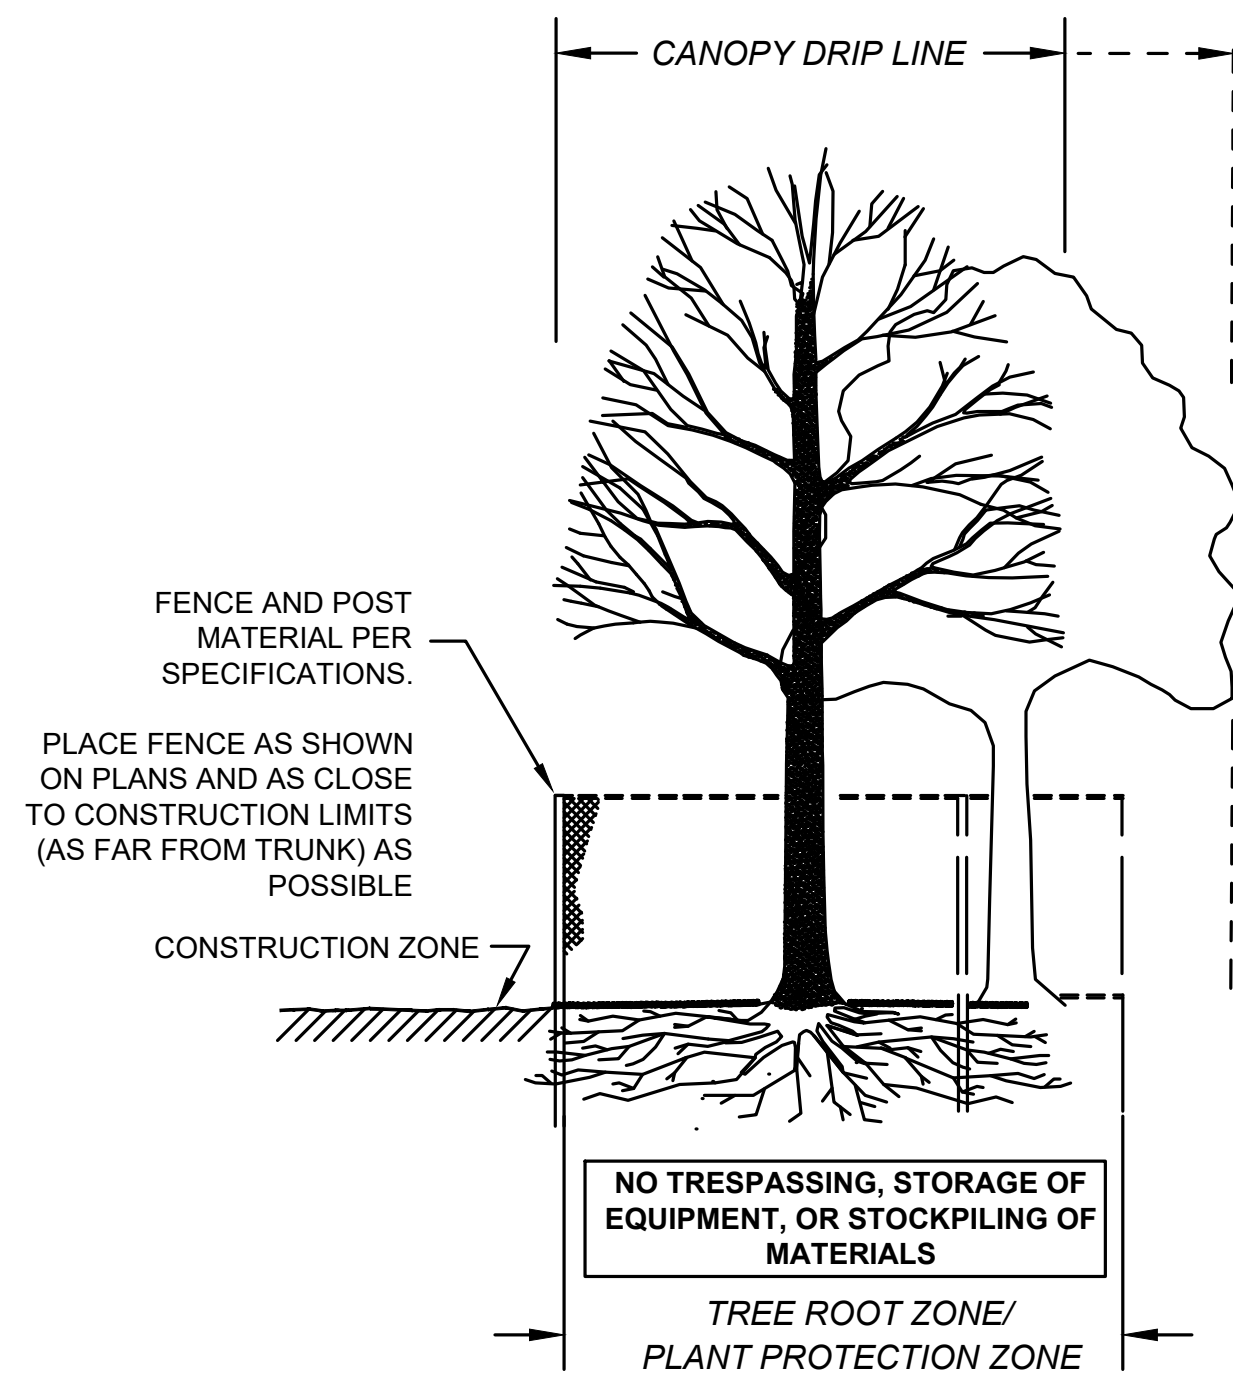 CANOPY DRIP LINE
FENCE AND POST
MATERIAL PER
SPECIFICATIONS.
PLACE FENCE AS SHOWN
ON PLANS AND AS CLOSE
TO CONSTRUCTION LIMITS
(AS FAR FROM TRUNK) AS
POSSIBLE
CONSTRUCTION ZONE
NO TRESPASSING, STORAGE OF
EQUIPMENT, OR STOCKPILING OF
MATERIALS
TREE ROOT ZONE/
PLANT PROTECTION ZONE